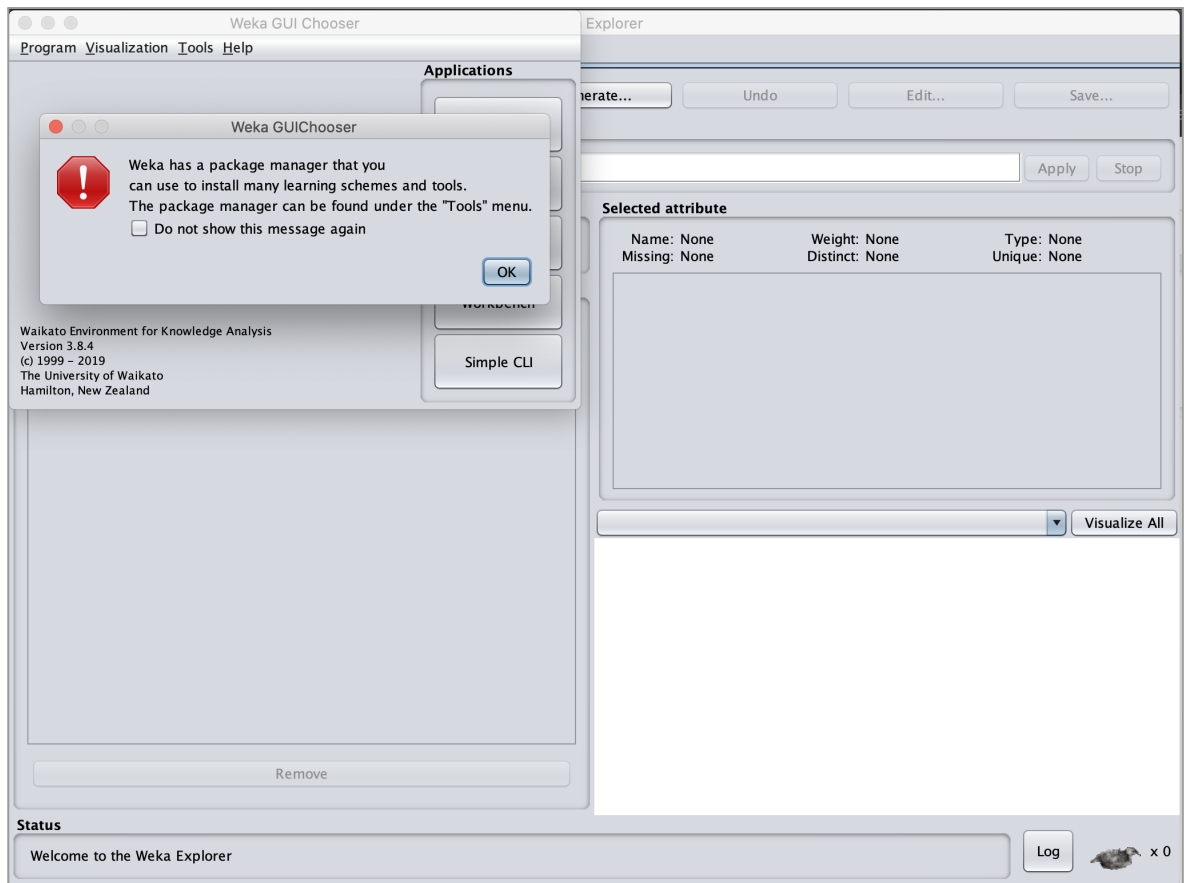 Weka GUI Chooser
Explorer
Program Visualization Tools Help
Applications
nerate...
Undo
Edit...
Save...
Weka GUIChooser
Weka has a package manager that you
can use to install many learning schemes and tools.
The package manager can be found under the "Tools" menu.
Do not show this message again
OK
Apply
Stop
Selected attribute
Name: None Weight: None Type: None
Missing: None Distinct: None Unique: None
Workbench
Simple CLI
Waikato Environment for Knowledge Analysis
Version 3.8.4
(c) 1999 – 2019
The University of Waikato
Hamilton, New Zealand
Visualize All
Remove
Status
Welcome to the Weka Explorer
Log
x 0